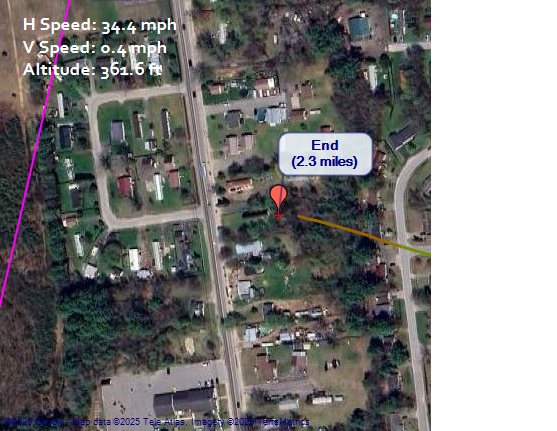 H Speed: 34.4 mph
V Speed: 0.4 mph
Altitude: 361.6 ft
End
(2.3 miles)
©2025 Google - Map data ©2025 Tele Atlas, Imagery ©2025 TerraMetrics